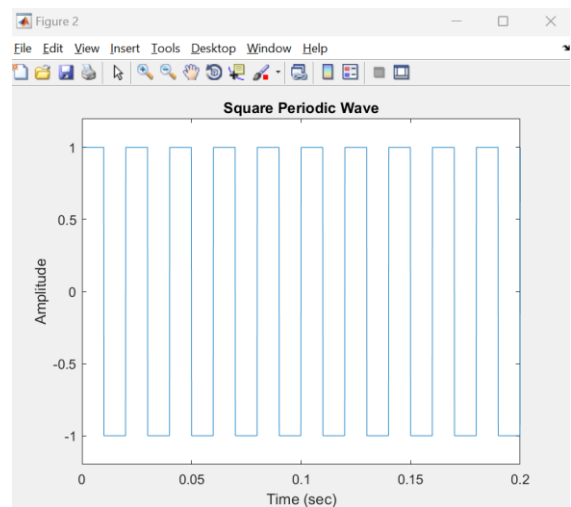 Figure 2
File Edit View Insert Tools Desktop Window Help
Square Periodic Wave
1
0.5
0
-0.5
-1
Amplitude
0 0.05 0.1 0.15 0.2
Time (sec)